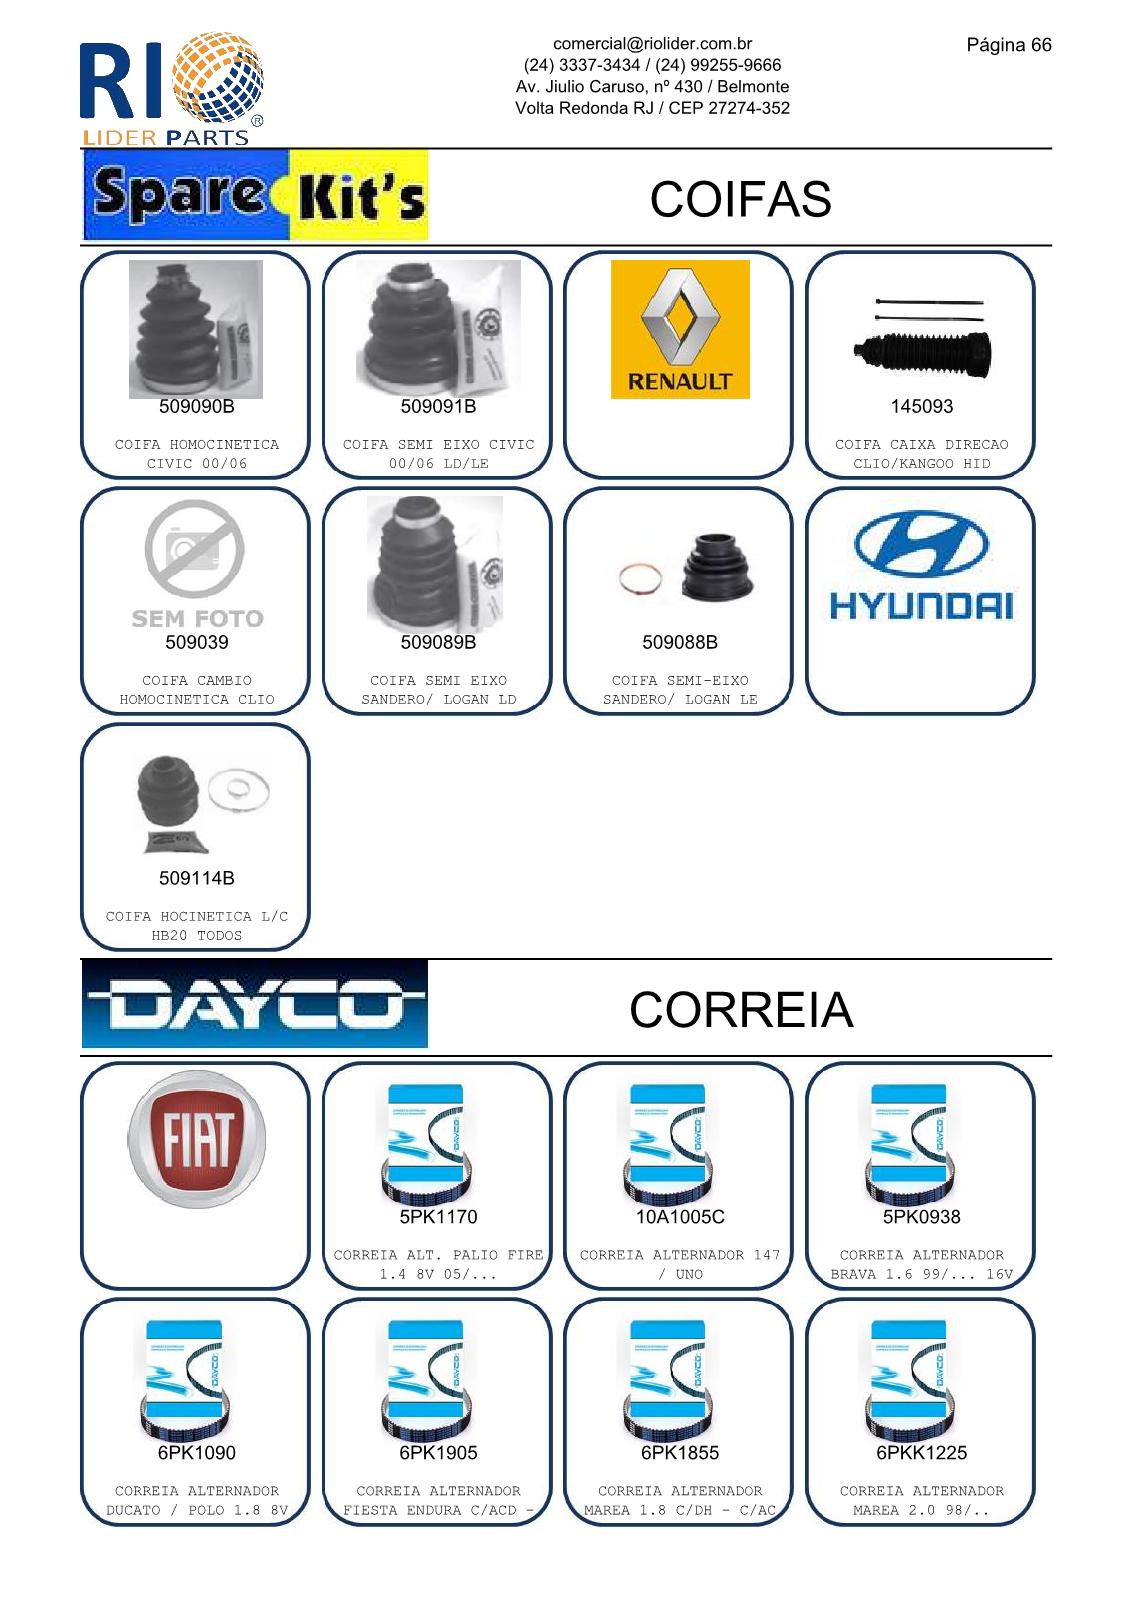 RIO
LIDER PARTS
®
comercial@riolider.com.br
(24) 3337-3434 / (24) 99255-9666
Av. Jiulio Caruso, nº 430 / Belmonte
Volta Redonda RJ / CEP 27274-352
Página 66
Spare Kit's
COIFAS
509090B
COIFA HOMOCINETICA
CIVIC 00/06
509091B
COIFA SEMI EIXO CIVIC
00/06 LD/LE
RENAULT
145093
COIFA CAIXA DIRECAO
CLIO/KANGOO HID
SEM FOTO
509039
COIFA CAMBIO
HOMOCINETICA CLIO
509089B
COIFA SEMI EIXO
SANDERO/ LOGAN LD
509088B
COIFA SEMI-EIXO
SANDERO/ LOGAN LE
HYUNDAI
509114B
COIFA HOCINETICA L/C
HB20 TODOS
DAYCO
CORREIA
FIAT
DAYCO
5PK1170
CORREIA ALT. PALIO FIRE
1.4 8V 05/...
DAYCO
10A1005C
CORREIA ALTERNADOR 147
/ UNO
DAYCO
5PK0938
CORREIA ALTERNADOR
BRAVA 1.6 99/... 16V
DAYCO
6PK1090
CORREIA ALTERNADOR
DUCATO / POLO 1.8 8V
DAYCO
6PK1905
CORREIA ALTERNADOR
FIESTA ENDURA C/ACD -
DAYCO
6PK1855
CORREIA ALTERNADOR
MAREA 1.8 C/DH - C/AC
DAYCO
6PKK1225
CORREIA ALTERNADOR
MAREA 2.0 98/..